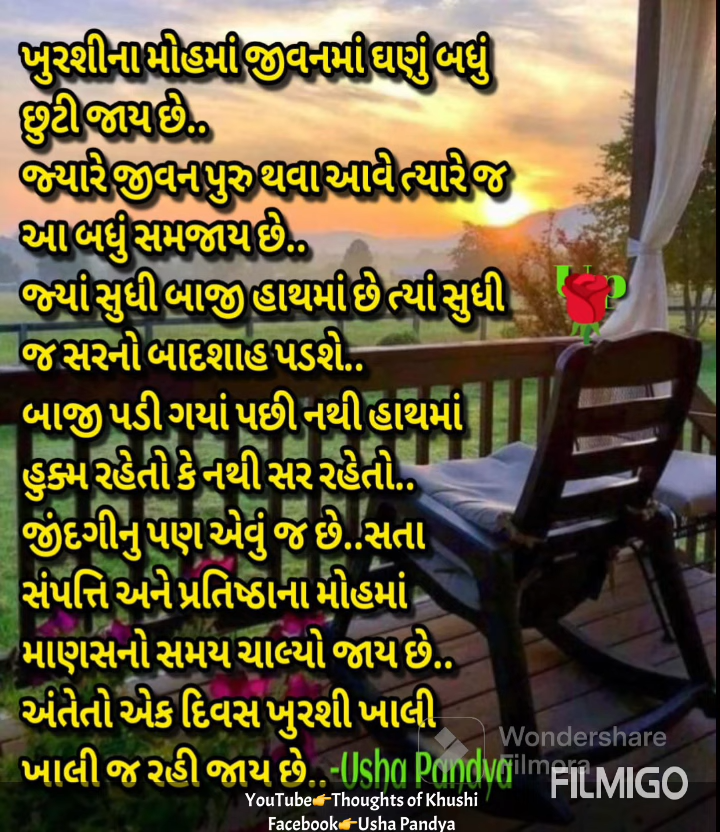 ખુરશીના મોહમાં જીવનમાં ઘણું બધું
છુટી જાય છે..
જ્યારે જીવન પુરુ થવા આવે ત્યારે જ
આ બધું સમજાય છે..
જ્યાં સુધી બાજી હાથમાં છે ત્યાં સુધી
જ સરનો બાદશાહ પડશે..
બાજી પડી ગયાં પછી નથી હાથમાં
હુક્મ રહેતો કે નથી સર રહેતો..
જીંદગીનુ પણ એવું જ છે..સતા
સંપત્તિ અને પ્રતિષ્ઠાના મોહમાં
માણસનો સમય ચાલ્યો જાય છે..
અંતેતો એક દિવસ ખુરશી ખાલી
ખાલી જ રહી જાય છે..-Usha Pandya
Wondershare
Filmora
FILMIGO
YouTube👉Thoughts of Khushi
Facebook👉Usha Pandya